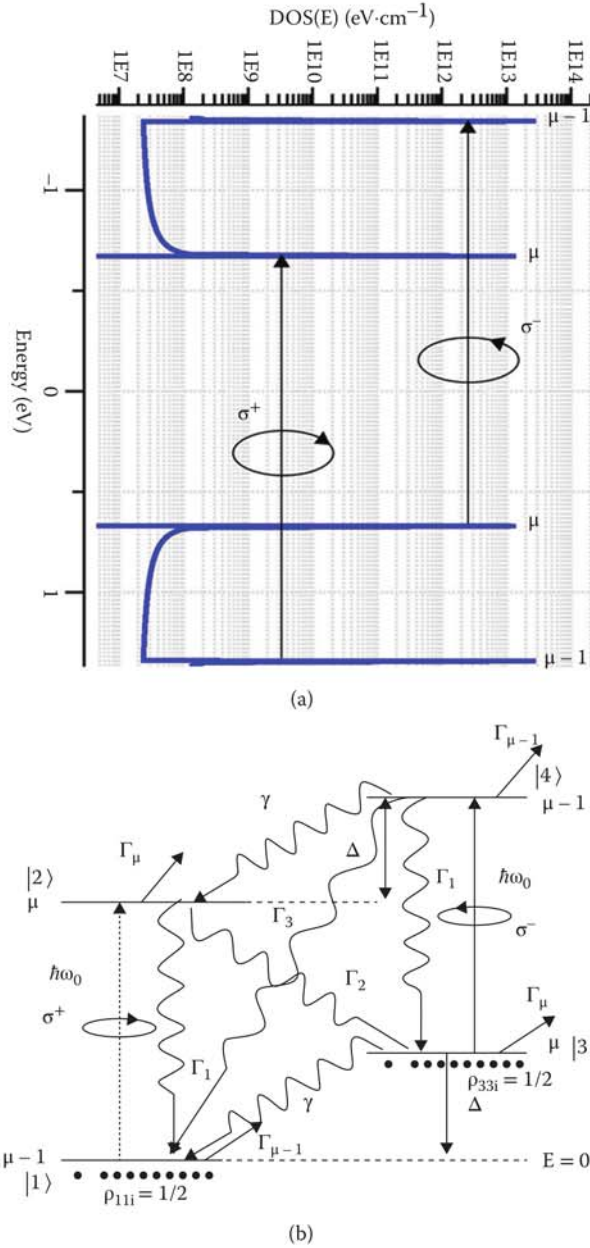 DOS(E) (eV·cm⁻¹)
1E7
1E8
1E9
1E10
1E11
1E12
1E13
1E14
μ – 1
−1
μ
σ⁻
Energy (eV)
0
σ⁺
μ
1
μ – 1
(a)
Γμ−1
|4⟩
γ
μ – 1
Γμ
Δ
|2⟩
Γ1
ħω0
μ
Γ3
σ⁻
ħω0
Γ2
Γμ
σ⁺
Γ1
μ
|3
ρ33i = 1/2
γ
Δ
Γμ−1
μ – 1
E = 0
|1⟩
ρ11i = 1/2
(b)